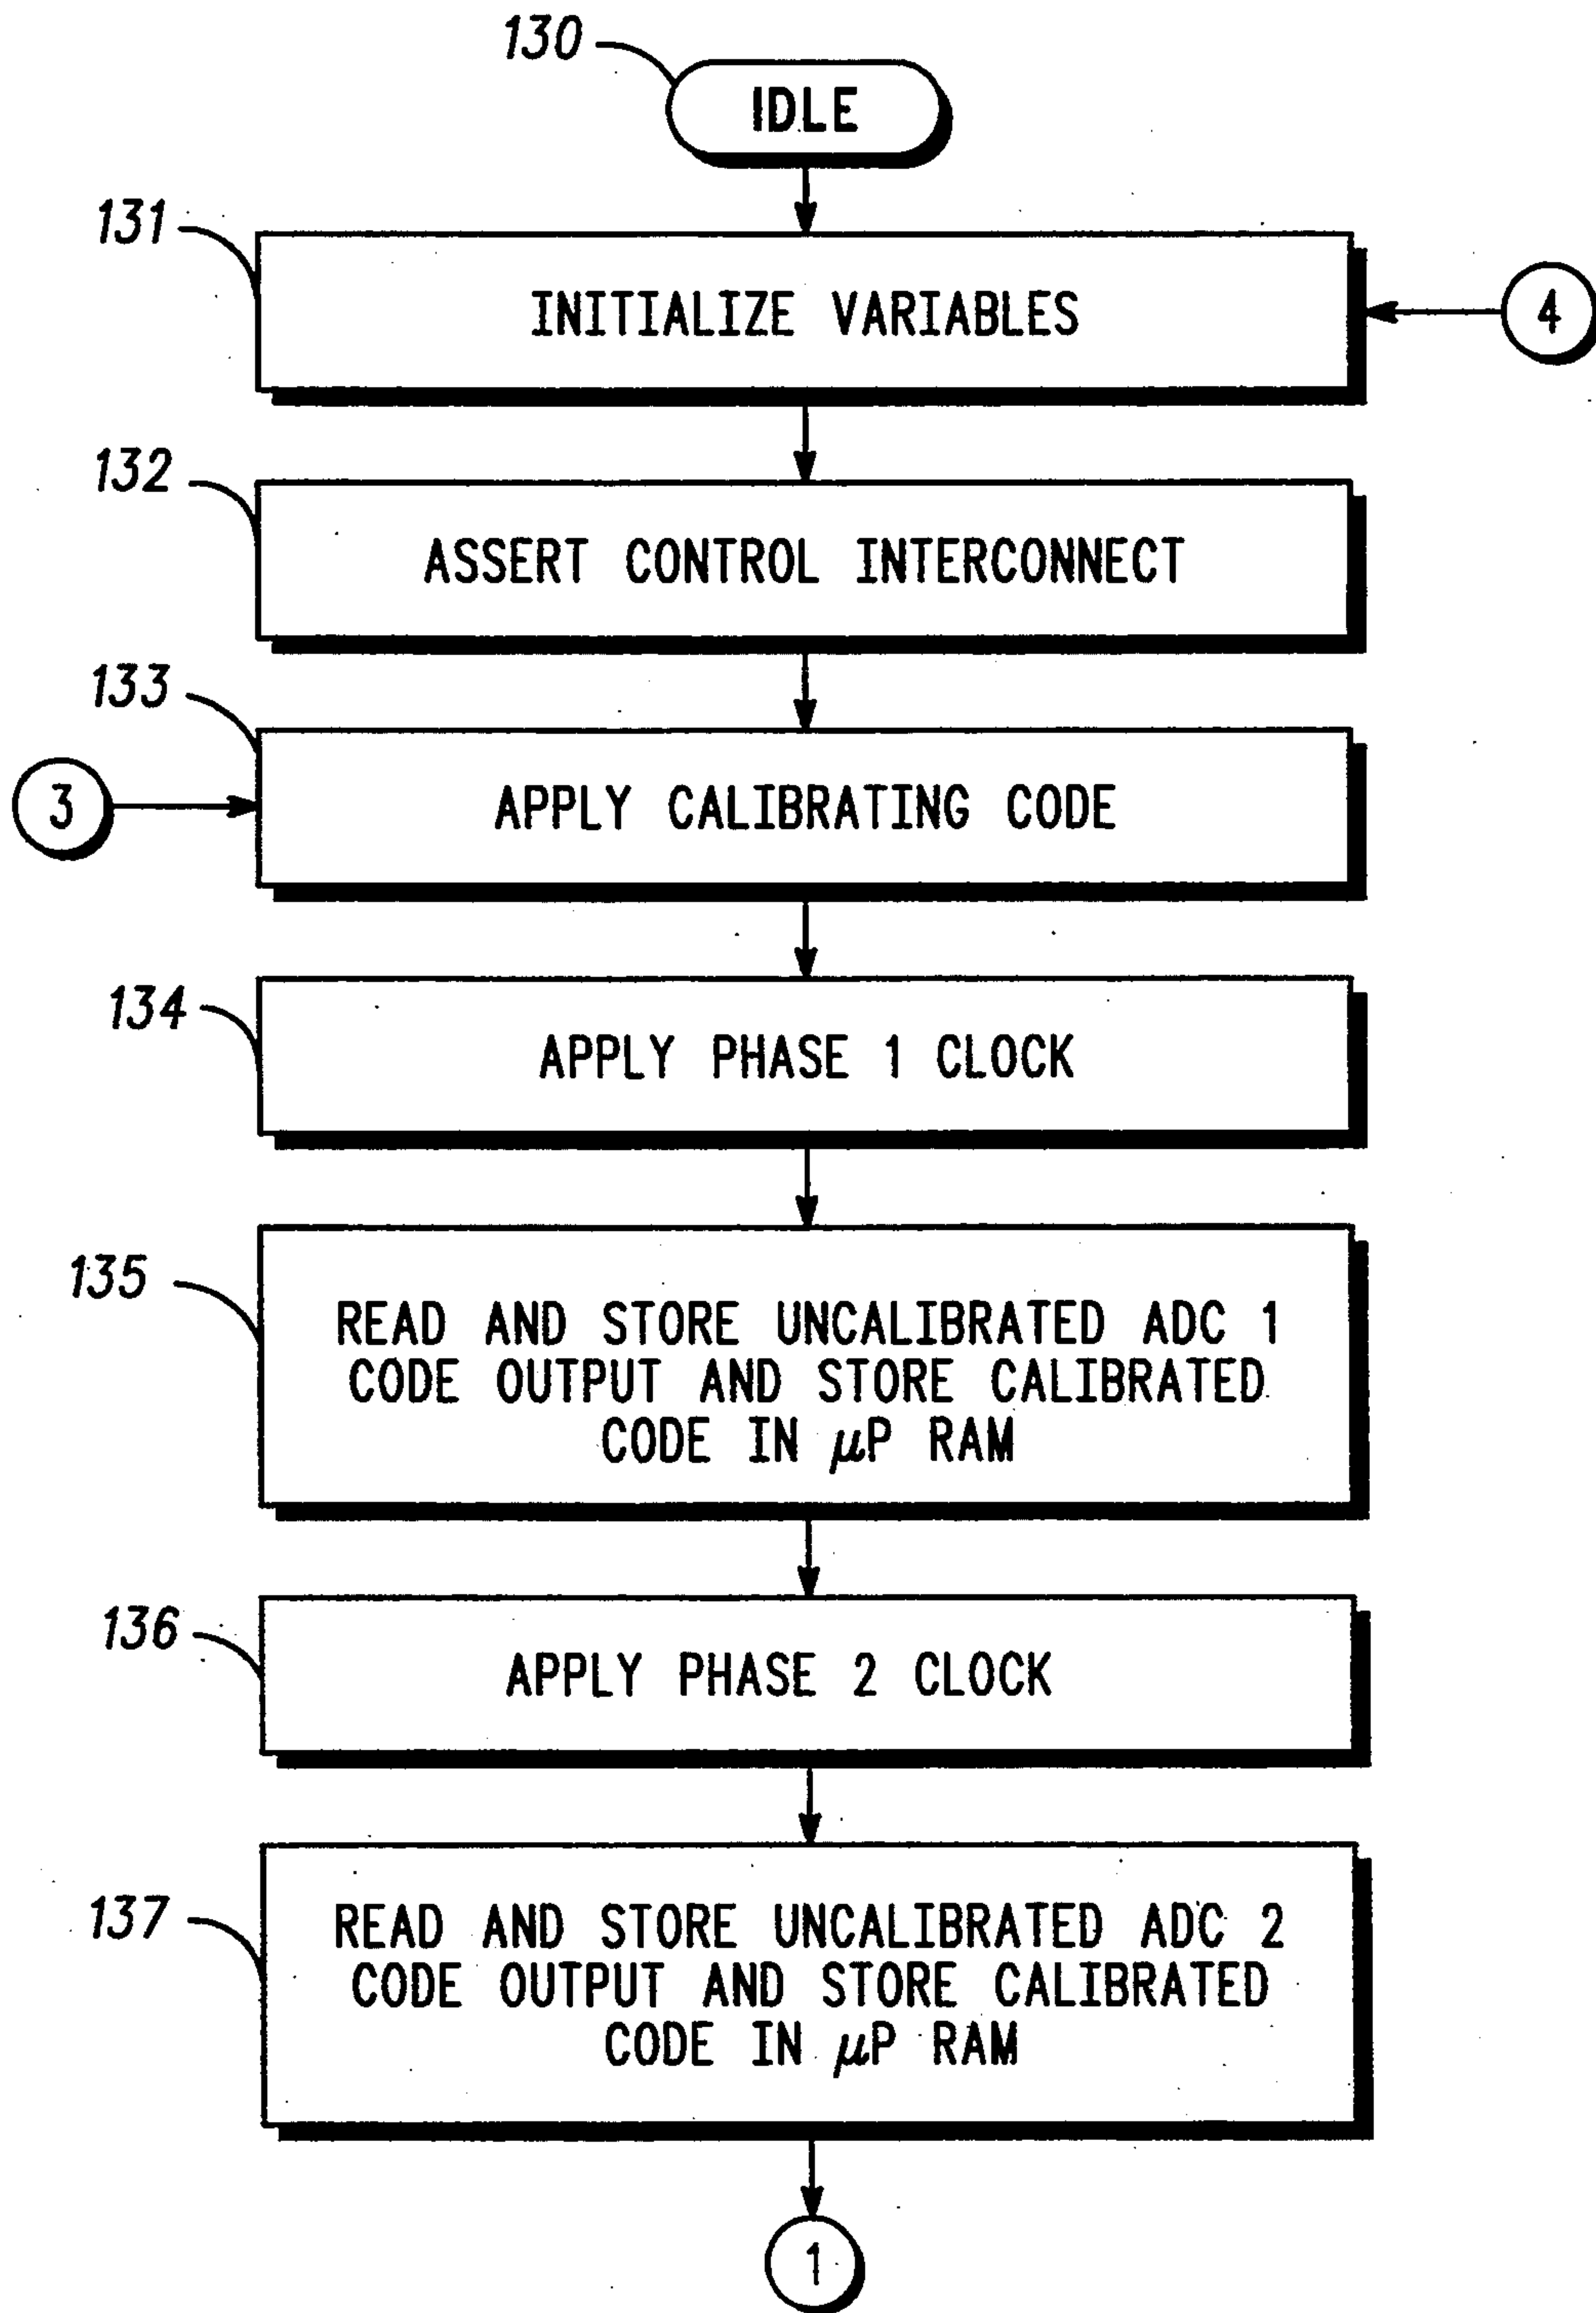 130
IDLE
131
INITIALIZE VARIABLES
4
132
ASSERT CONTROL INTERCONNECT
133
3
APPLY CALIBRATING CODE
134
APPLY PHASE 1 CLOCK
135
READ AND STORE UNCALIBRATED ADC 1
CODE OUTPUT AND STORE CALIBRATED
CODE IN μP RAM
136
APPLY PHASE 2 CLOCK
137
READ AND STORE UNCALIBRATED ADC 2
CODE OUTPUT AND STORE CALIBRATED
CODE IN μP RAM
1